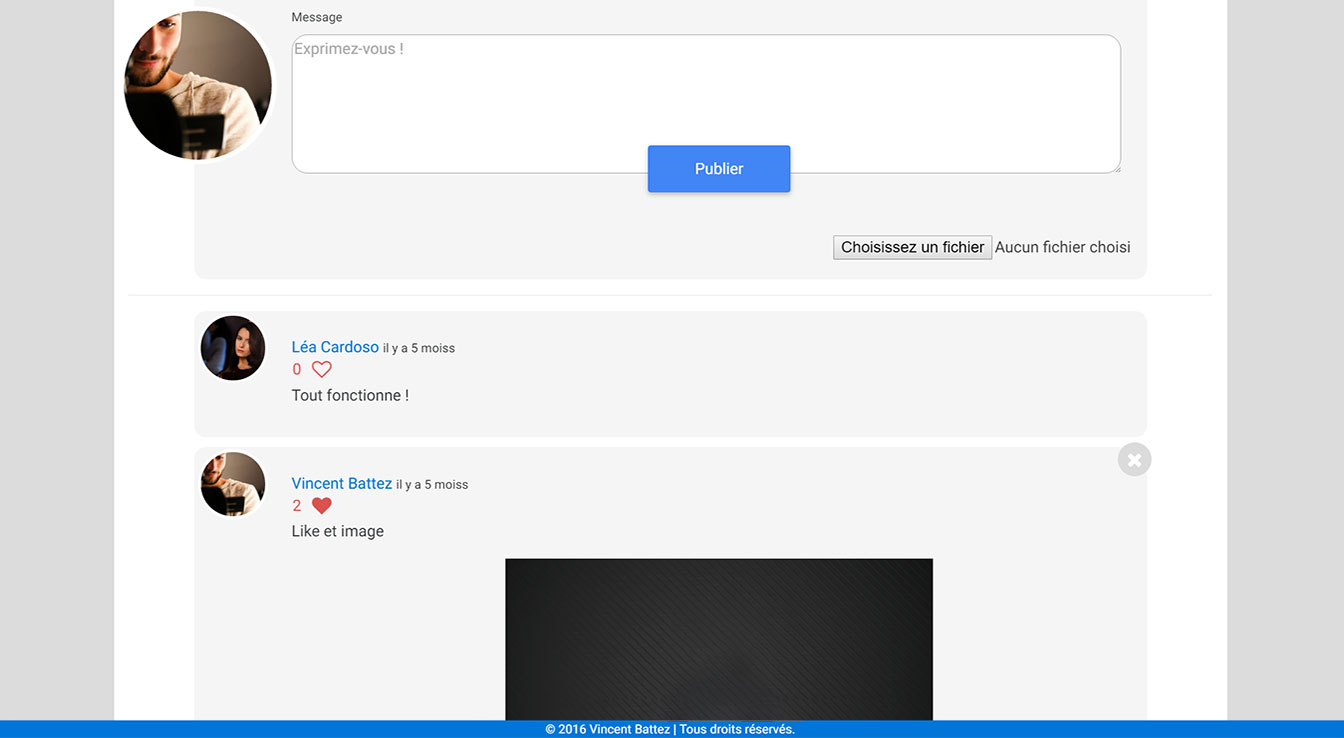 Message
Exprimez-vous !
Publier
Choisissez un fichier Aucun fichier choisi
Léa Cardoso il y a 5 moiss
0
Tout fonctionne !
Vincent Battez il y a 5 moiss
2
Like et image
© 2016 Vincent Battez | Tous droits réservés.